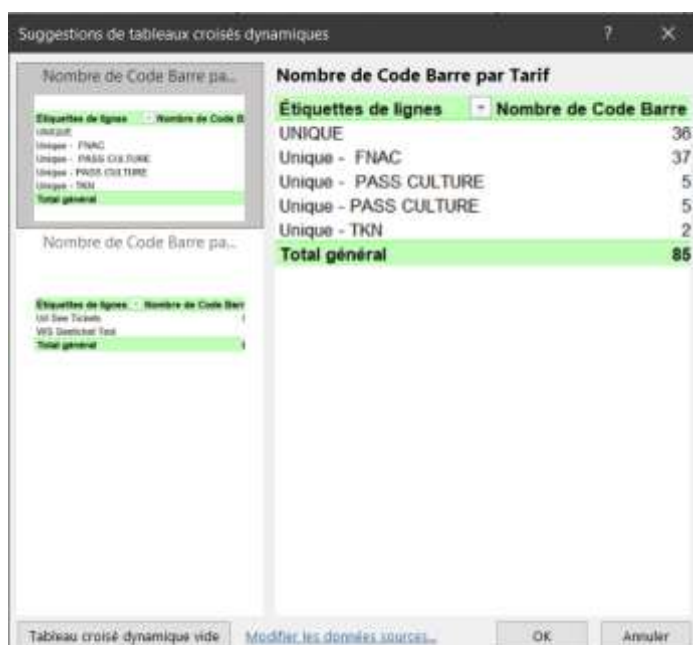 Suggestions de tableaux croisés dynamiques ? ×
Nombre de Code Barre pa...
Étiquettes de lignes Nombre de Code B
UNIQUE
Unique - FNAC
Unique - PASS CULTURE
Unique - PASS CULTURE
Unique - TKN
Total général
Nombre de Code Barre pa...
Étiquettes de lignes Nombre de Code Barr
See Tickets
Total général
Nombre de Code Barre par Tarif
Étiquettes de lignes Nombre de Code Barre
UNIQUE 36
Unique - FNAC 37
Unique - PASS CULTURE 5
Unique - PASS CULTURE 5
Unique - TKN 2
Total général 85
Tableau croisé dynamique vide Modifier les données sources... OK Annuler